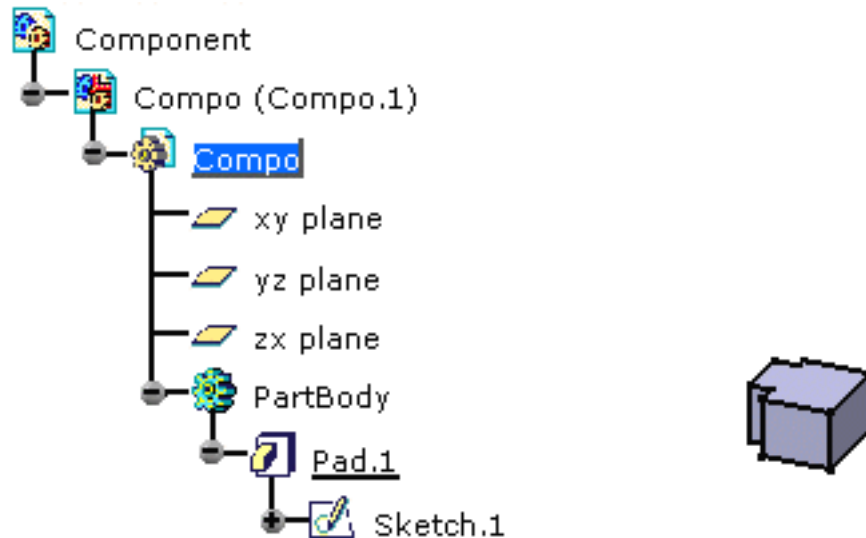 Component
Compo (Compo.1)
Compo
xy plane
yz plane
zx plane
PartBody
Pad.1
Sketch.1